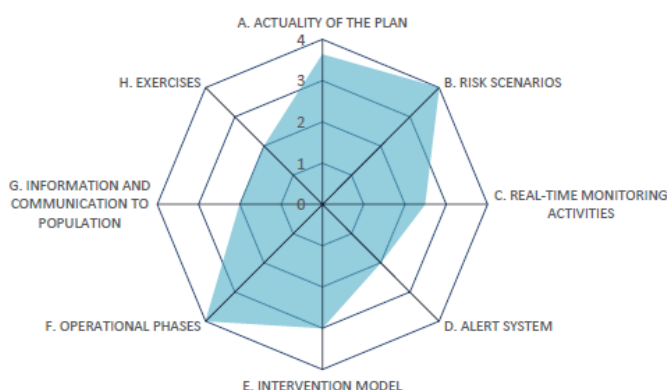 A. ACTUALITY OF THE PLAN
4
H. EXERCISES
3
B. RISK SCENARIOS
2
1
G. INFORMATION AND
COMMUNICATION TO
POPULATION
0
C. REAL-TIME MONITORING
ACTIVITIES
F. OPERATIONAL PHASES
D. ALERT SYSTEM
E. INTERVENTION MODEL